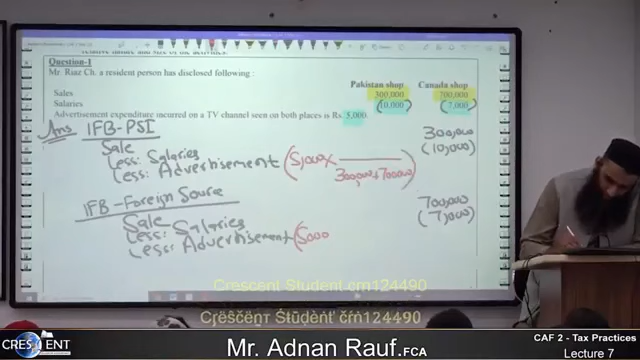 Question-1
Mr Riaz Ch. a resident person has disclosed following :
Pakistan shop Canada shop
Sales 300,000 700,000
Salaries (10,000) (7,000)
Advertisement expenditure incurred on a TV channel seen on both places is Rs. 5,000.
Ans IFB-PSI
Sale 300,000
Less: Salaries (10,000)
Less: Advertisement (5,000 x ——— / 300,000 + 700,000)
IFB-Foreign Source
Sale 700,000
Less: Salaries (7,000)
Less: Advertisement (5000
Crescent Student crn124490
Crescent Student crn124490
CRESCENT
CAF 2 - Tax Practices
Mr. Adnan Rauf.FCA
Lecture 7